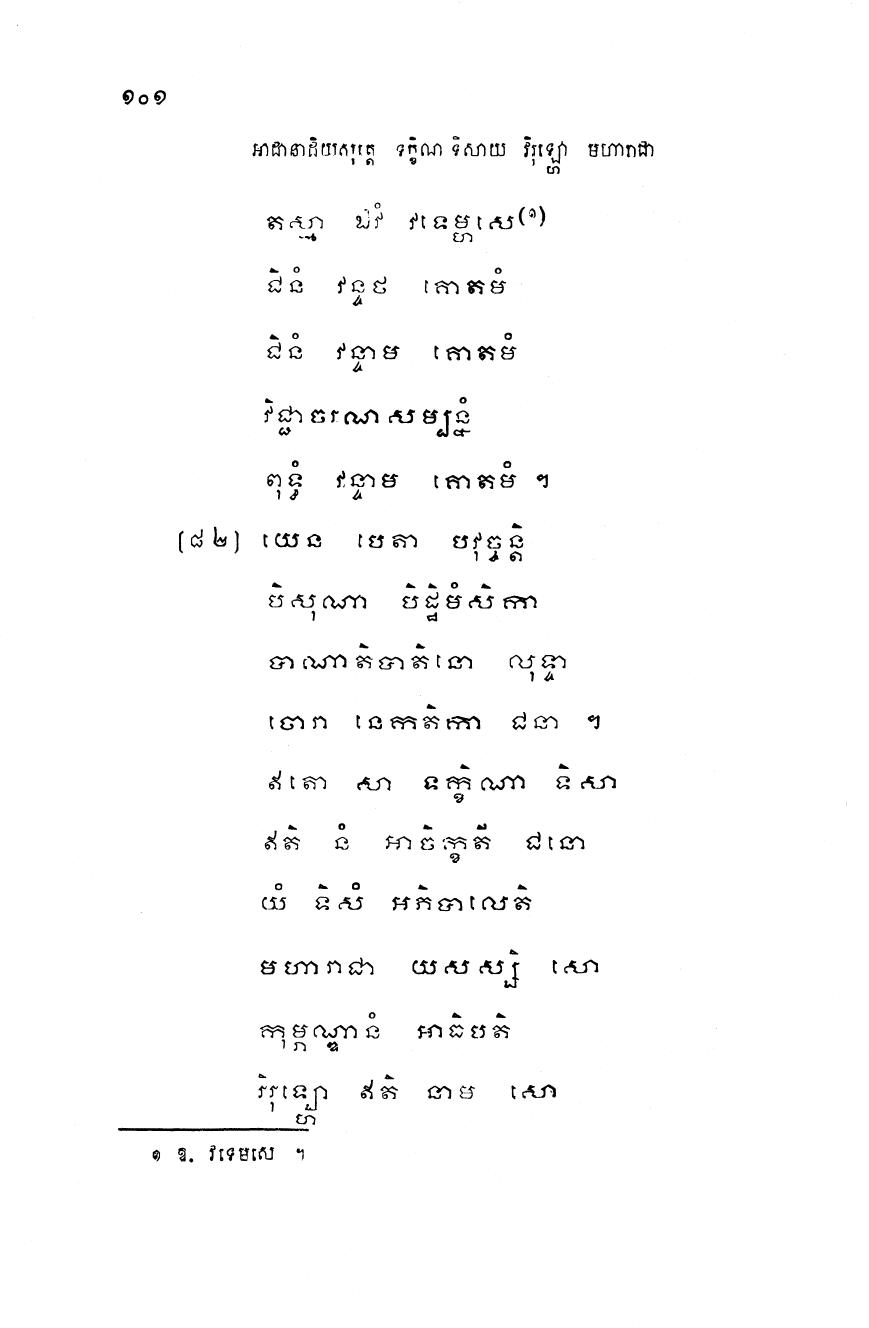 ១០១
អាដានាដិយសុត្តេ ទក្ខិណ ទិសាយ វិរុឡ្ហោ មហារាជា
តស្មា ឯវំ វទេម្ហសេ(១)
ជិនំ វន្ទថ គោតមំ
ជិនំ វន្ទាម គោតមំ
វិជ្ជាចរណសម្បន្នំ
ពុទ្ធំ វន្ទាម គោតមំ ។
(៨២) យេន បេតា បវុច្ចន្តិ
បិសុណា បិដ្ឋិមំសិកា
បាណាតិបាតិនោ លុទ្ទា
ចោរា នេកតិកា ជនា ។
ឥតោ សា ទក្ខិណា ទិសា
ឥតិ នំ អាចិក្ខតី ជនោ
យំ ទិសំ អភិបាលេតិ
មហារាជា យសស្សិ សោ
កុម្ភណ្ឌានំ អាធិបតិ
វិរុឡ្ហោ ឥតិ នាម សោ
១ ឱ. វទេមសេ ។